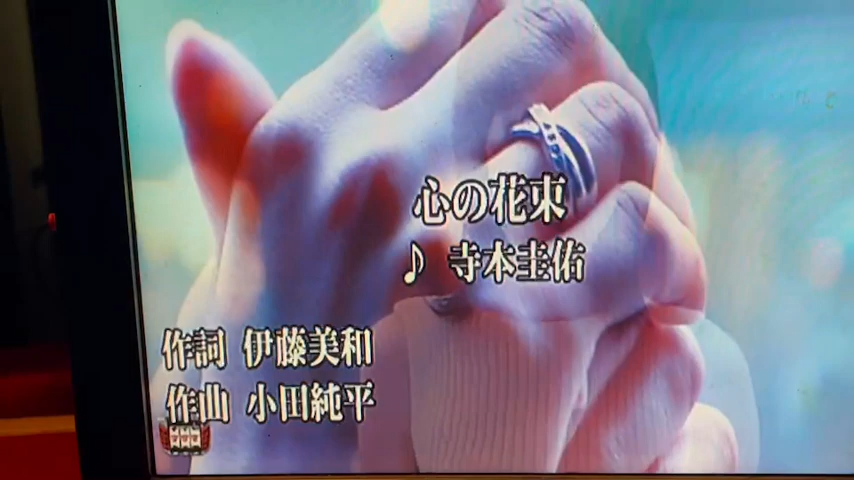 心の花束
♪ 寺本圭佑
作詞 伊藤美和
作曲 小田純平